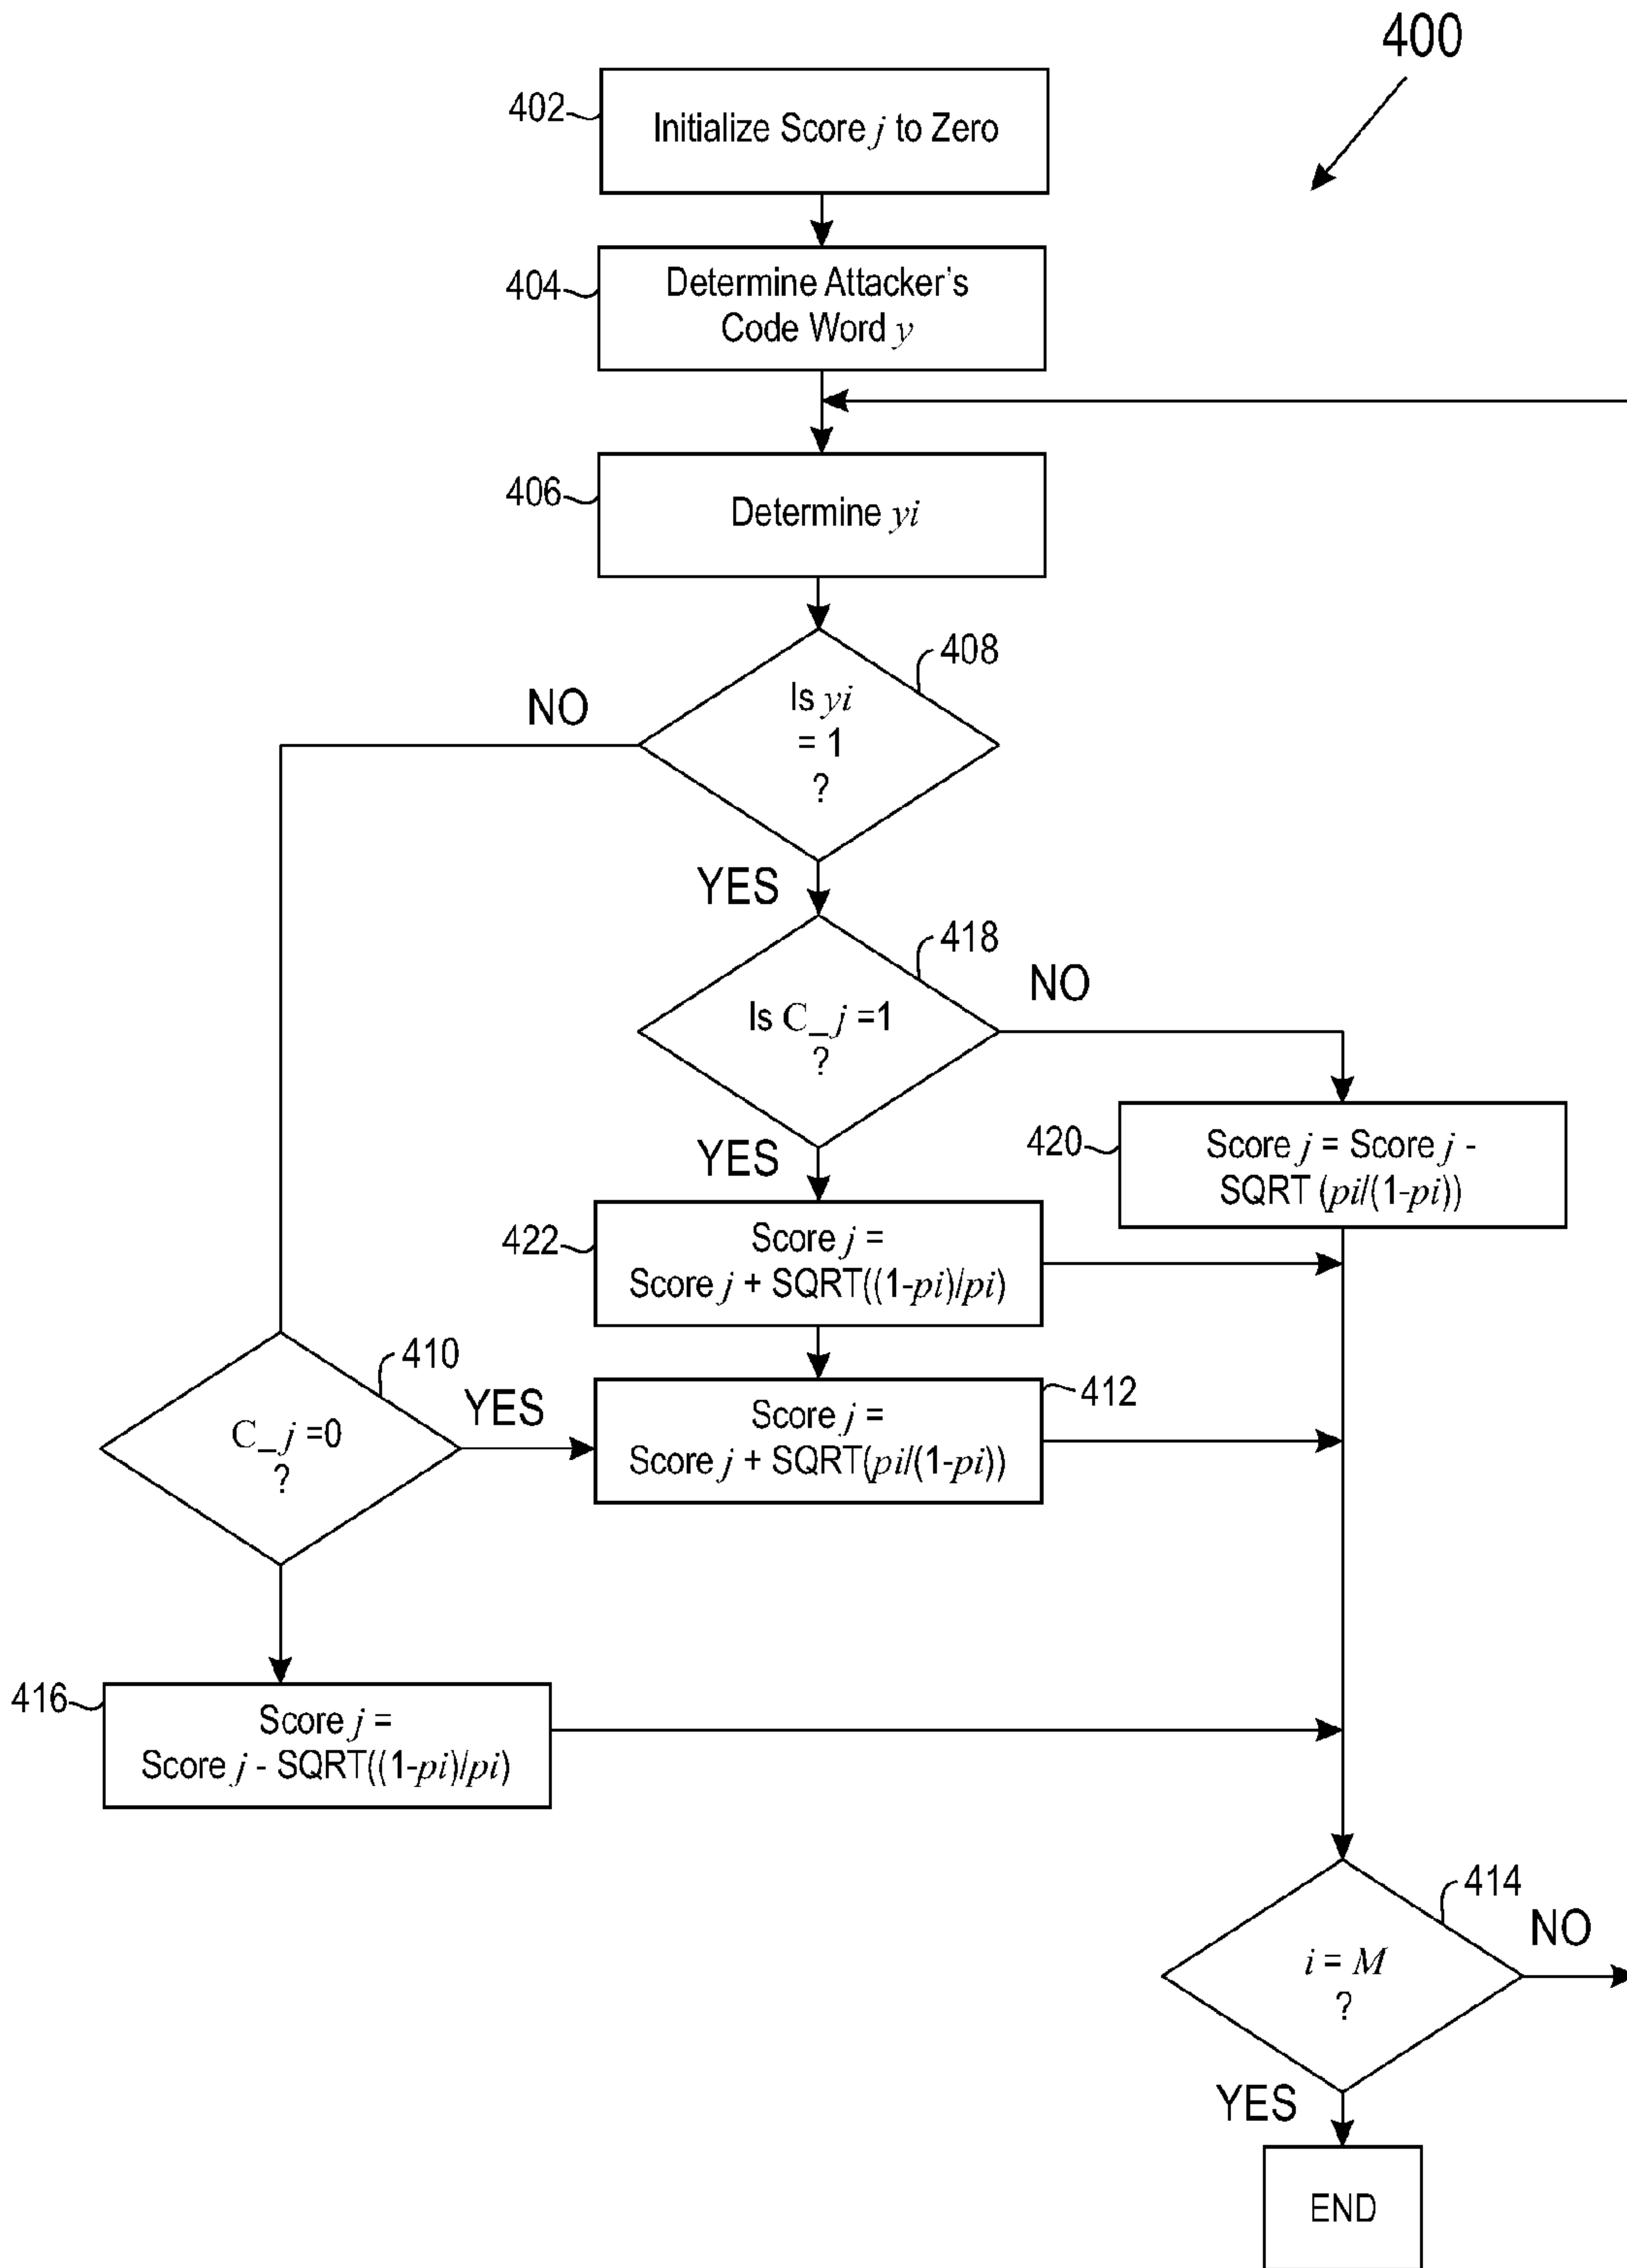 400
402
Initialize Score j to Zero
404
Determine Attacker's
Code Word y
406
Determine yi
408
Is yi
= 1
?
NO
YES
418
Is C_j =1
?
NO
YES
420
Score j = Score j -
SQRT (pi/(1-pi))
422
Score j =
Score j + SQRT((1-pi)/pi)
410
C_j =0
?
YES
412
Score j =
Score j + SQRT(pi/(1-pi))
416
Score j =
Score j - SQRT((1-pi)/pi)
414
i = M
?
NO
YES
END